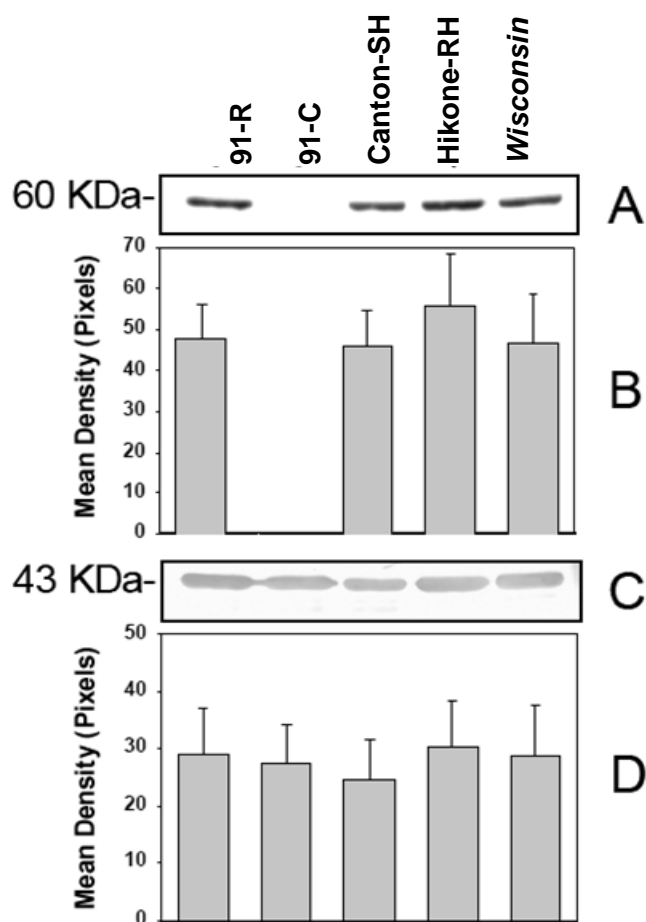 91-R
91-C
Canton-SH
Hikone-RH
Wisconsin
60 KDa-
A
70
60
50
40
30
20
10
0
Mean Density (Pixels)
B
43 KDa-
C
50
40
30
20
10
0
Mean Density (Pixels)
D